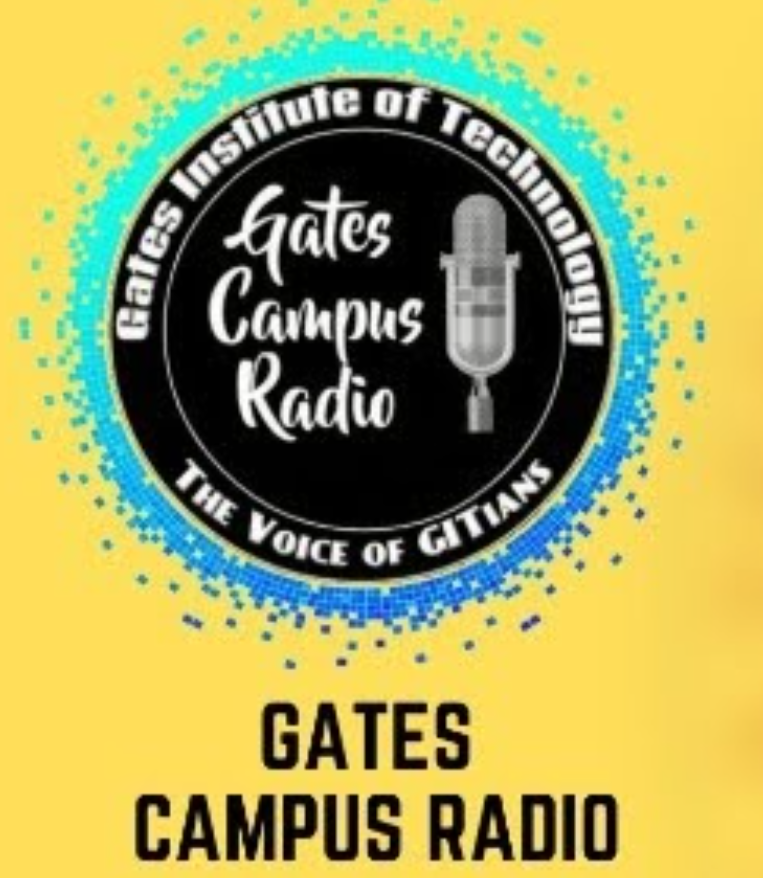 Gates Institute of Technology
Gates
Campus
Radio
THE VOICE OF GITIANS
GATES
CAMPUS RADIO